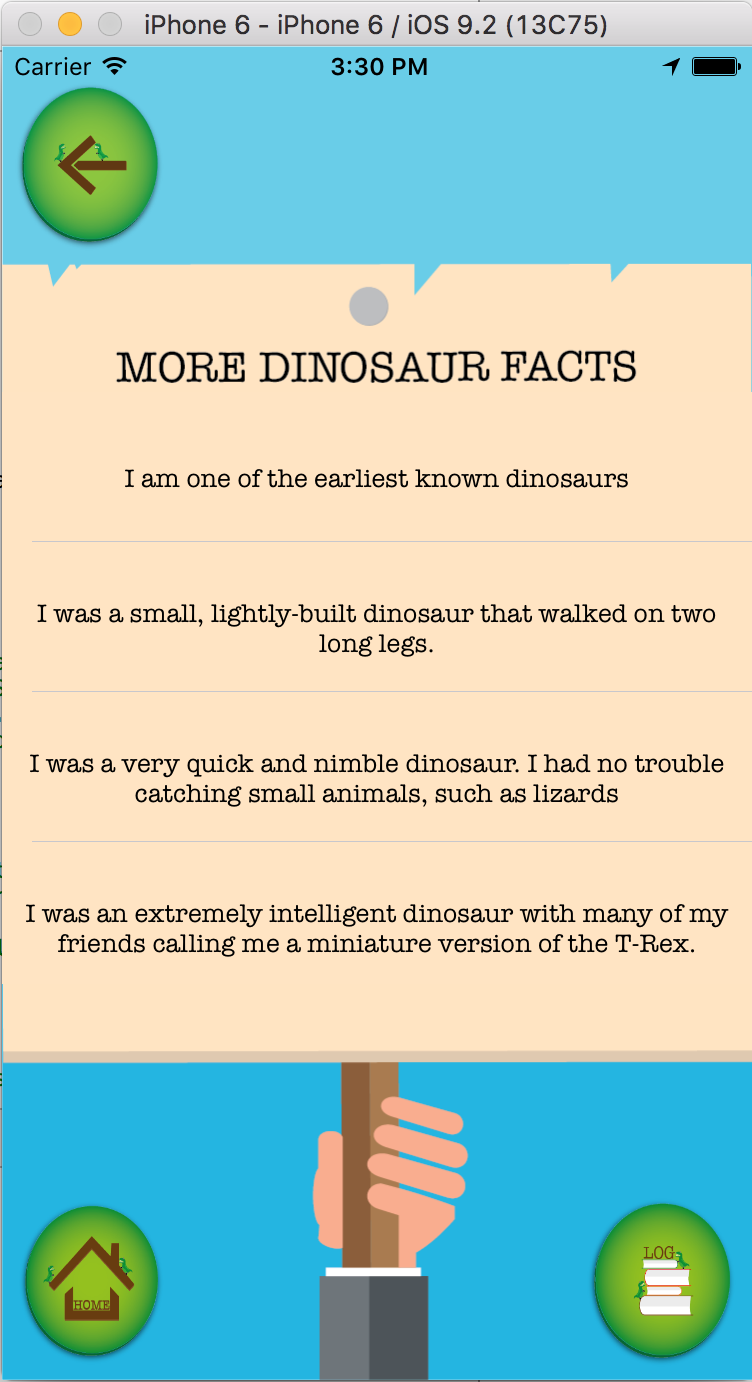 iPhone 6 - iPhone 6 / iOS 9.2 (13C75)
Carrier 3:30 PM
MORE DINOSAUR FACTS
I am one of the earliest known dinosaurs
I was a small, lightly-built dinosaur that walked on two
long legs.
I was a very quick and nimble dinosaur. I had no trouble
catching small animals, such as lizards
I was an extremely intelligent dinosaur with many of my
friends calling me a miniature version of the T-Rex.
LOG
HOME